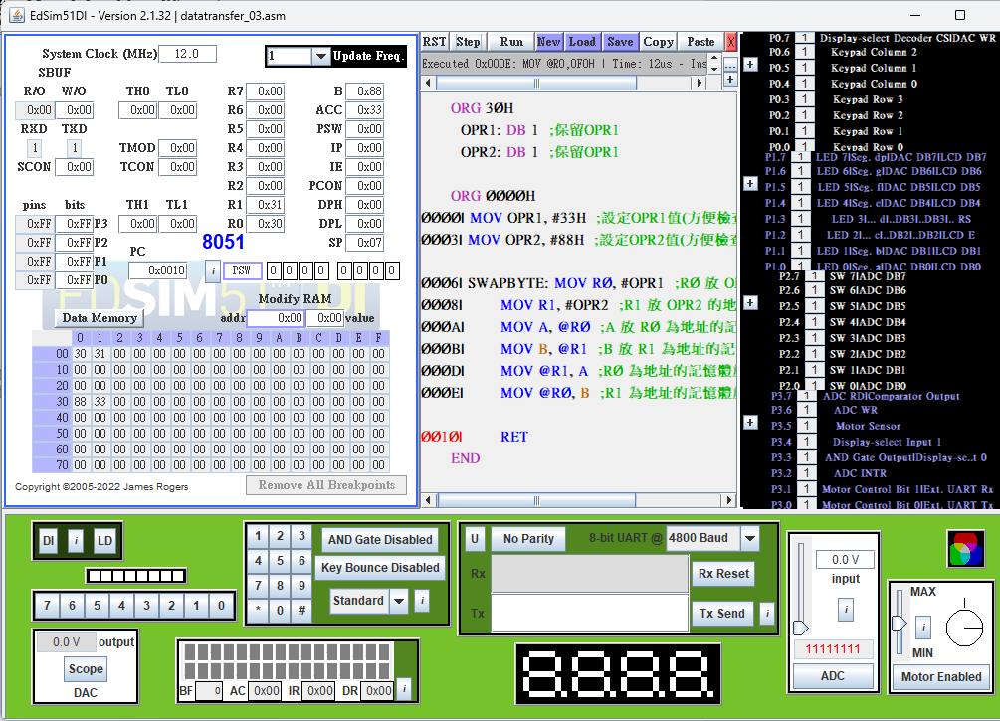 EdSim51DI - Version 2.1.32 | datatransfer_03.asm
System Clock (MHz) 12.0
1 Update Freq.
SBUF
R/O W/O TH0 TL0
0x00 0x00 0x00 0x00
RXD TXD
1 1
TMOD 0x00
SCON 0x00 TCON 0x00
pins bits TH1 TL1
0xFF 0xFF P3 0x00 0x00
0xFF 0xFF P2
0xFF 0xFF P1
0xFF 0xFF P0
8051
PC
0x0010
R7 0x00 B 0x88
R6 0x00 ACC 0x33
R5 0x00 PSW 0x00
R4 0x00 IP 0x00
R3 0x00 IE 0x00
R2 0x00 PCON 0x00
R1 0x31 DPH 0x00
R0 0x30 DPL 0x00
SP 0x07
i PSW 0 0 0 0 0 0 0 0
EDSIM51DI
Modify RAM
Data Memory addr 0x00 0x00 value
0 1 2 3 4 5 6 7 8 9 A B C D E F
00 30 31 00 00 00 00 00 00 00 00 00 00 00 00 00 00
10 00 00 00 00 00 00 00 00 00 00 00 00 00 00 00 00
20 00 00 00 00 00 00 00 00 00 00 00 00 00 00 00 00
30 88 33 00 00 00 00 00 00 00 00 00 00 00 00 00 00
40 00 00 00 00 00 00 00 00 00 00 00 00 00 00 00 00
50 00 00 00 00 00 00 00 00 00 00 00 00 00 00 00 00
60 00 00 00 00 00 00 00 00 00 00 00 00 00 00 00 00
70 00 00 00 00 00 00 00 00 00 00 00 00 00 00 00 00
Copyright ©2005-2022 James Rogers
Remove All Breakpoints
RST Step Run New Load Save Copy Paste X
Executed 0x000E: MOV @R0,0F0H | Time: 12us - Ins
ORG 30H
OPR1: DB 1 ;保留OPR1
OPR2: DB 1 ;保留OPR1
ORG 0000H
0000| MOV OPR1, #33H ;設定OPR1值(方便檢查
0003| MOV OPR2, #88H ;設定OPR2值(方便檢查
0006| SWAPBYTE: MOV R0, #OPR1 ;R0 放 O
0008| MOV R1, #OPR2 ;R1 放 OPR2 的地
000A| MOV A, @R0 ;A 放 R0 為地址的記
000B| MOV B, @R1 ;B 放 R1 為地址的記
000D| MOV @R1, A ;R0 為地址的記憶體
000E| MOV @R0, B ;R1 為地址的記憶體
0010| RET
END
P0.7 1 Display-select Decoder CS|DAC WR
P0.6 1 Keypad Column 2
P0.5 1 Keypad Column 1
P0.4 1 Keypad Column 0
P0.3 1 Keypad Row 3
P0.2 1 Keypad Row 2
P0.1 1 Keypad Row 1
P0.0 1 Keypad Row 0
P1.7 1 LED 7|Seg. dp|DAC DB7|LCD DB7
P1.6 1 LED 6|Seg. g|DAC DB6|LCD DB6
P1.5 1 LED 5|Seg. f|DAC DB5|LCD DB5
P1.4 1 LED 4|Seg. e|DAC DB4|LCD DB4
P1.3 1 LED 3|... d|..DB3|..DB3|.. RS
P1.2 1 LED 2|... c|..DB2|..DB2|LCD E
P1.1 1 LED 1|Seg. b|DAC DB1|LCD DB1
P1.0 1 LED 0|Seg. a|DAC DB0|LCD DB0
P2.7 1 SW 7|ADC DB7
P2.6 1 SW 6|ADC DB6
P2.5 1 SW 5|ADC DB5
P2.4 1 SW 4|ADC DB4
P2.3 1 SW 3|ADC DB3
P2.2 1 SW 2|ADC DB2
P2.1 1 SW 1|ADC DB1
P2.0 1 SW 0|ADC DB0
P3.7 1 ADC RD|Comparator Output
P3.6 1 ADC WR
P3.5 1 Motor Sensor
P3.4 1 Display-select Input 1
P3.3 1 AND Gate Output|Display-se..t 0
P3.2 1 ADC INTR
P3.1 1 Motor Control Bit 1|Ext. UART Rx
P3.0 1 Motor Control Bit 0|Ext. UART Tx
DI i LD
7 6 5 4 3 2 1 0
0.0 V output
Scope
DAC
1 2 3 AND Gate Disabled
4 5 6 Key Bounce Disabled
7 8 9
* 0 # Standard i
BF 0 AC 0x00 IR 0x00 DR 0x00 i
U No Parity 8-bit UART @ 4800 Baud
Rx Rx Reset
Tx Tx Send i
8.8.8.8.
0.0 V
input
i
11111111
ADC
MAX
i
MIN
Motor Enabled